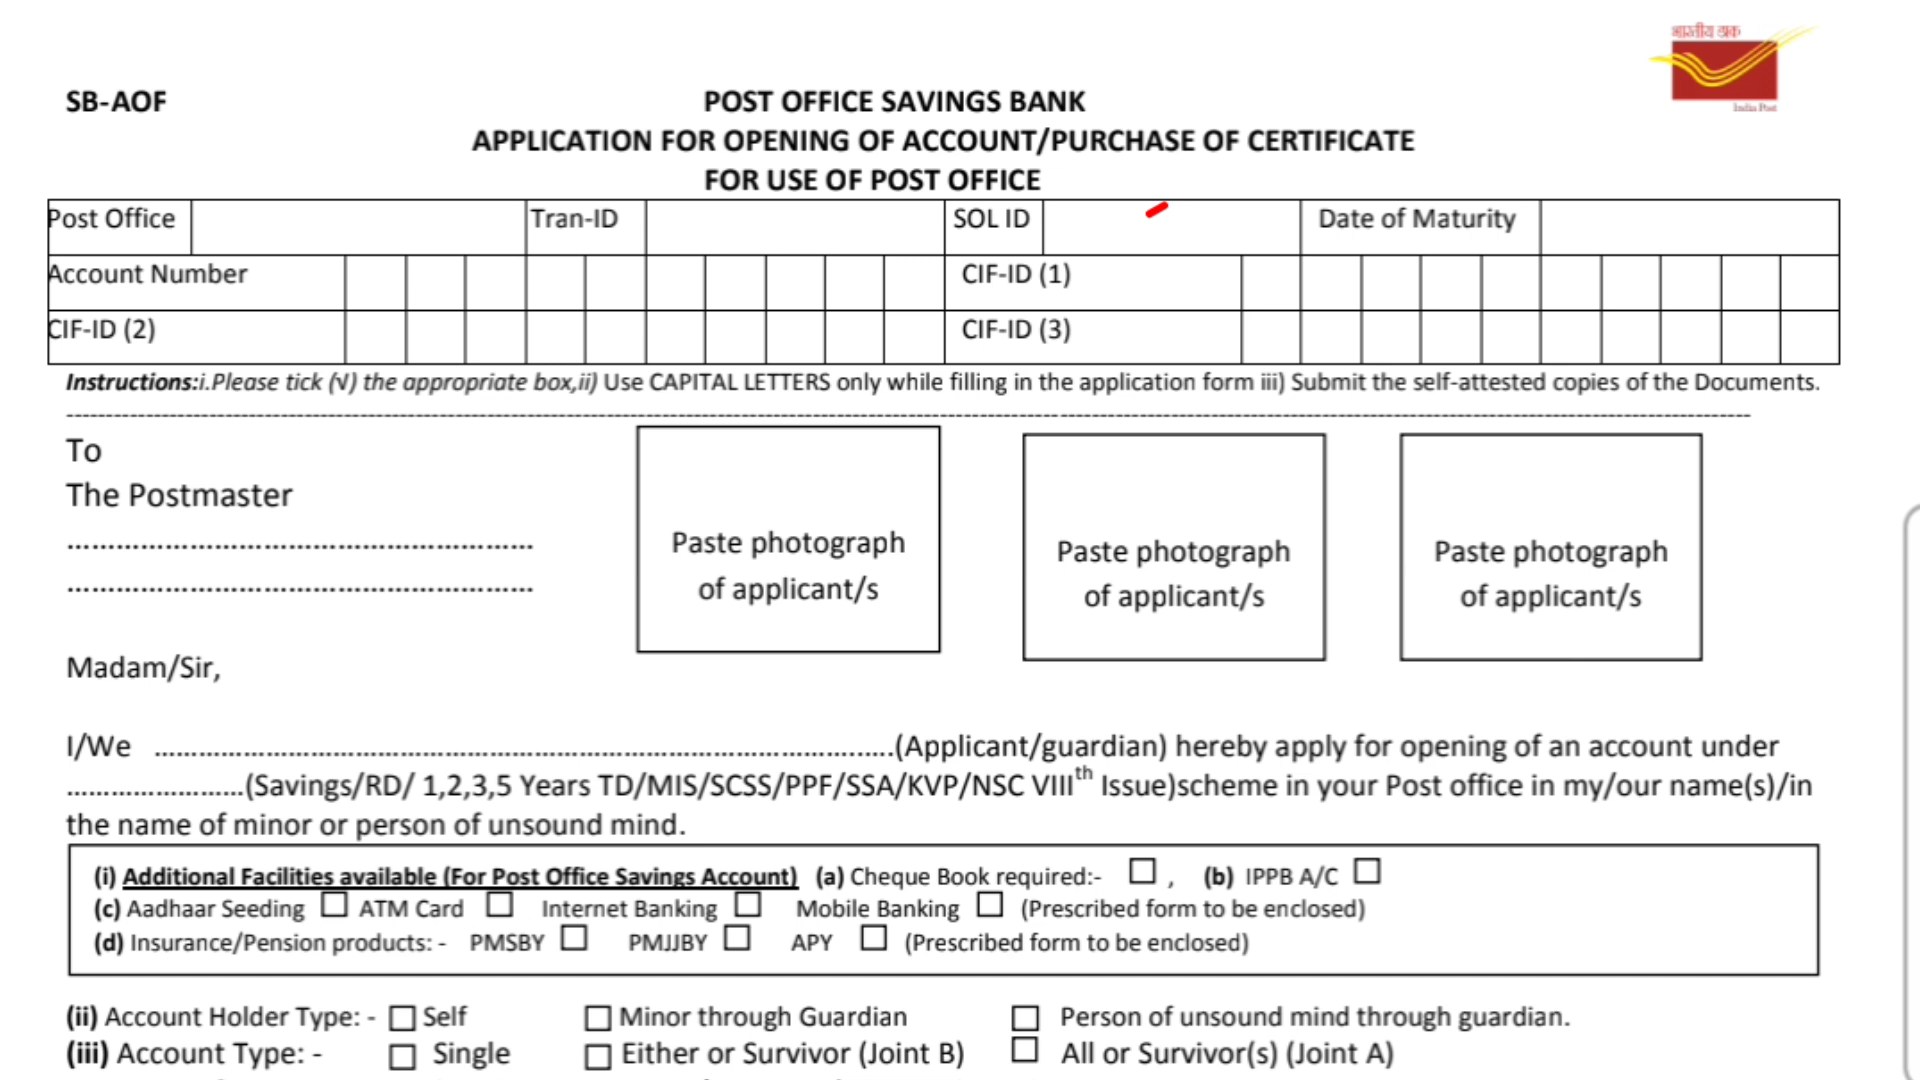 भारतीय डाक
India Post
SB-AOF
POST OFFICE SAVINGS BANK
APPLICATION FOR OPENING OF ACCOUNT/PURCHASE OF CERTIFICATE
FOR USE OF POST OFFICE
Post Office Tran-ID SOL ID Date of Maturity
Account Number CIF-ID (1)
CIF-ID (2) CIF-ID (3)
Instructions:i.Please tick (√) the appropriate box,ii) Use CAPITAL LETTERS only while filling in the application form iii) Submit the self-attested copies of the Documents.
To
The Postmaster
……………………………………………………
……………………………………………………
Paste photograph
of applicant/s
Paste photograph
of applicant/s
Paste photograph
of applicant/s
Madam/Sir,
I/We ………………………………………………………………………………….(Applicant/guardian) hereby apply for opening of an account under
…………………..(Savings/RD/ 1,2,3,5 Years TD/MIS/SCSS/PPF/SSA/KVP/NSC VIIIth Issue)scheme in your Post office in my/our name(s)/in
the name of minor or person of unsound mind.
(i) Additional Facilities available (For Post Office Savings Account) (a) Cheque Book required:- ☐ , (b) IPPB A/C ☐
(c) Aadhaar Seeding ☐ ATM Card ☐ Internet Banking ☐ Mobile Banking ☐ (Prescribed form to be enclosed)
(d) Insurance/Pension products: - PMSBY ☐ PMJJBY ☐ APY ☐ (Prescribed form to be enclosed)
(ii) Account Holder Type: - ☐ Self ☐ Minor through Guardian ☐ Person of unsound mind through guardian.
(iii) Account Type: - ☐ Single ☐ Either or Survivor (Joint B) ☐ All or Survivor(s) (Joint A)